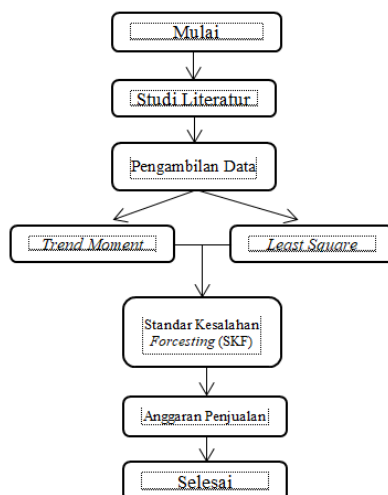 Mulai
Studi Literatur
Pengambilan Data
Trend Moment
Least Square
Standar Kesalahan
Forcesting (SKF)
Anggaran Penjualan
Selesai